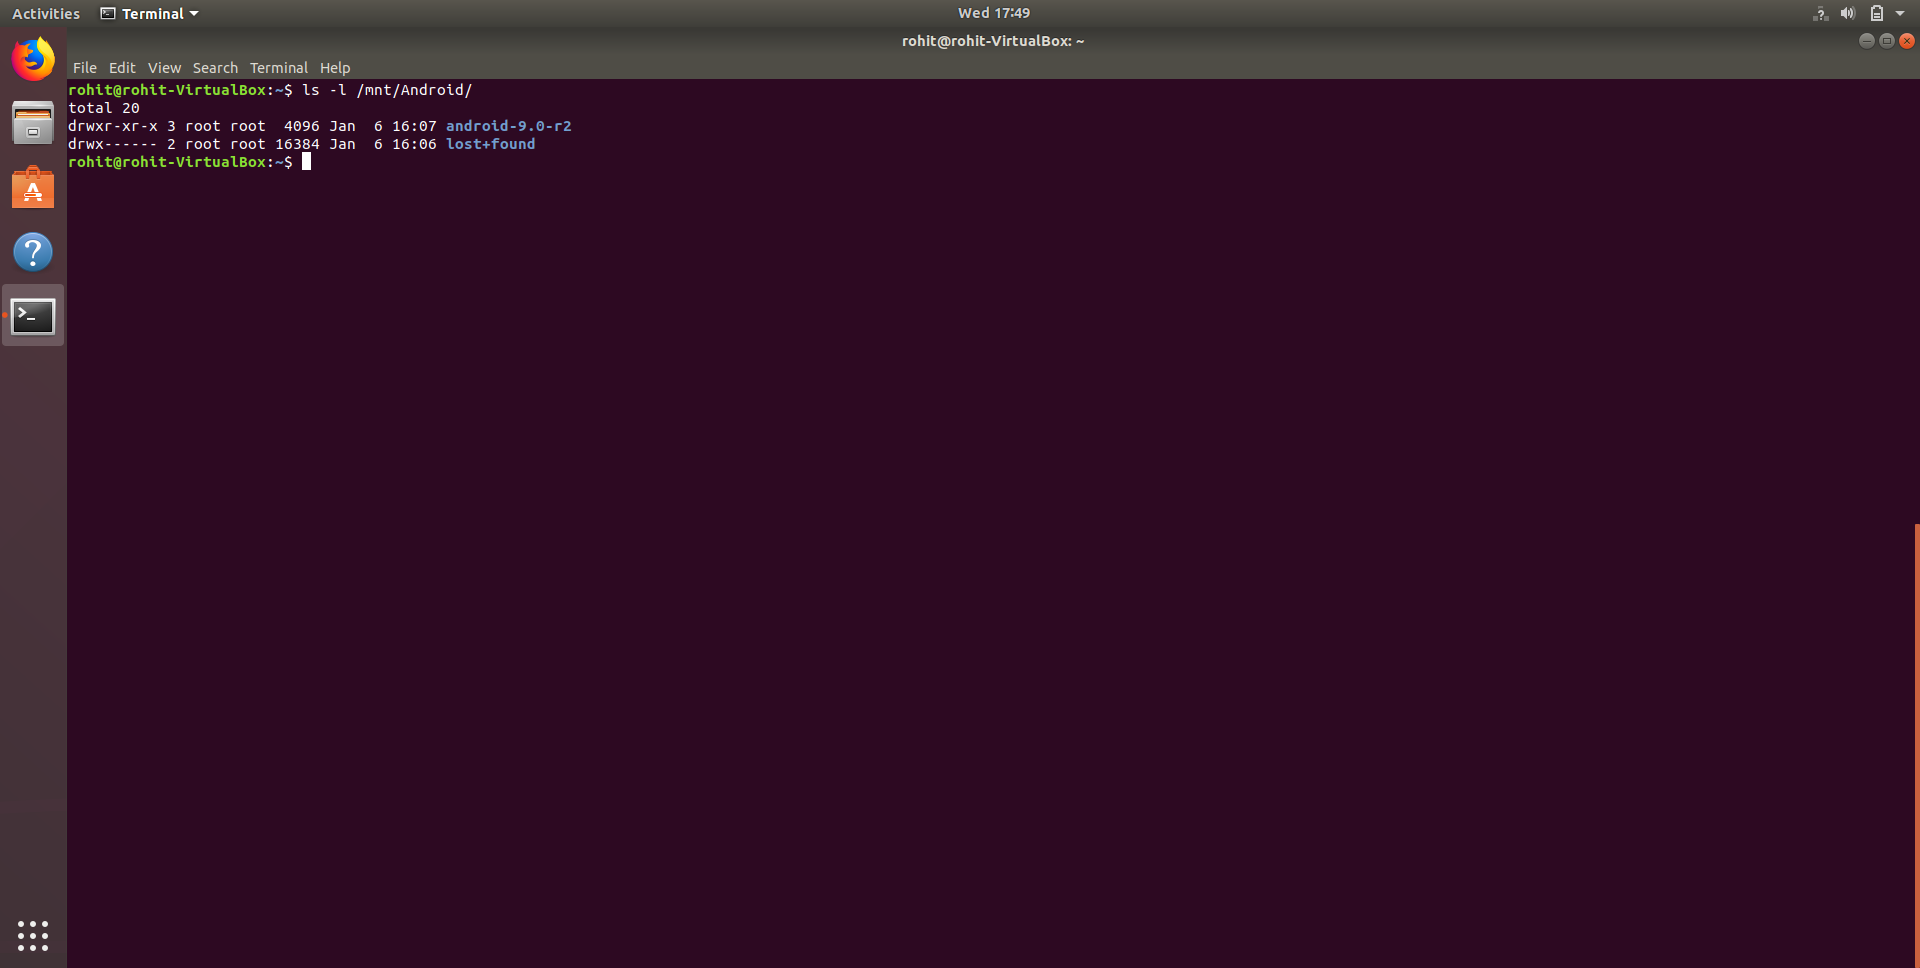 Activities Terminal Wed 17:49
rohit@rohit-VirtualBox: ~
File Edit View Search Terminal Help
rohit@rohit-VirtualBox:~$ ls -l /mnt/Android/
total 20
drwxr-xr-x 3 root root  4096 Jan  6 16:07 android-9.0-r2
drwx------ 2 root root 16384 Jan  6 16:06 lost+found
rohit@rohit-VirtualBox:~$